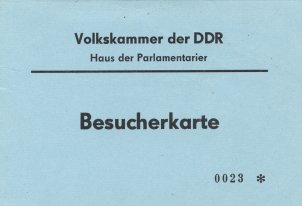 Volkskammer der DDR
Haus der Parlamentarier
Besucherkarte
0023 *